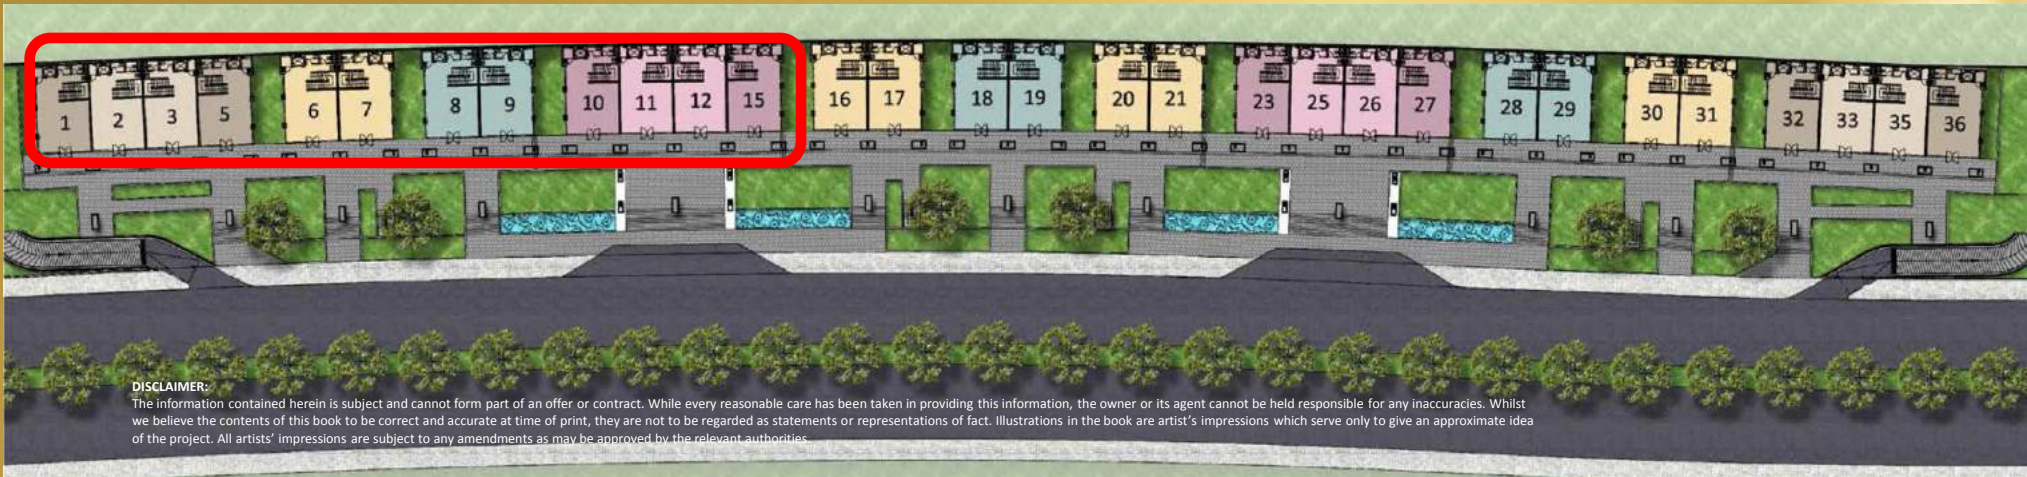 1 2 3 5 6 7 8 9 10 11 12 15 16 17 18 19 20 21 23 25 26 27 28 29 30 31 32 33 35 36
DISCLAIMER:
The information contained herein is subject and cannot form part of an offer or contract. While every reasonable care has been taken in providing this information, the owner or its agent cannot be held responsible for any inaccuracies. Whilst
we believe the contents of this book to be correct and accurate at time of print, they are not to be regarded as statements or representations of fact. Illustrations in the book are artist's impressions which serve only to give an approximate idea
of the project. All artists' impressions are subject to any amendments as may be approved by the relevant authorities.